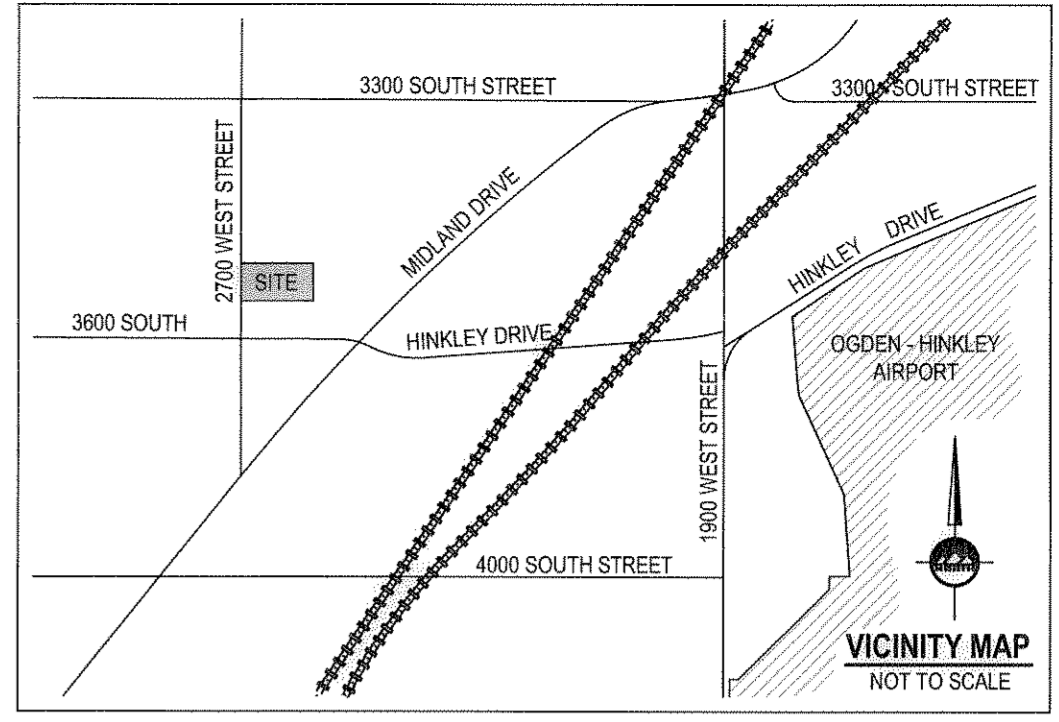 3300 SOUTH STREET
3300 SOUTH STREET
2700 WEST STREET
MIDLAND DRIVE
HINKLEY DRIVE
SITE
3600 SOUTH
HINKLEY DRIVE
OGDEN - HINKLEY
AIRPORT
1900 WEST STREET
4000 SOUTH STREET
VICINITY MAP
NOT TO SCALE